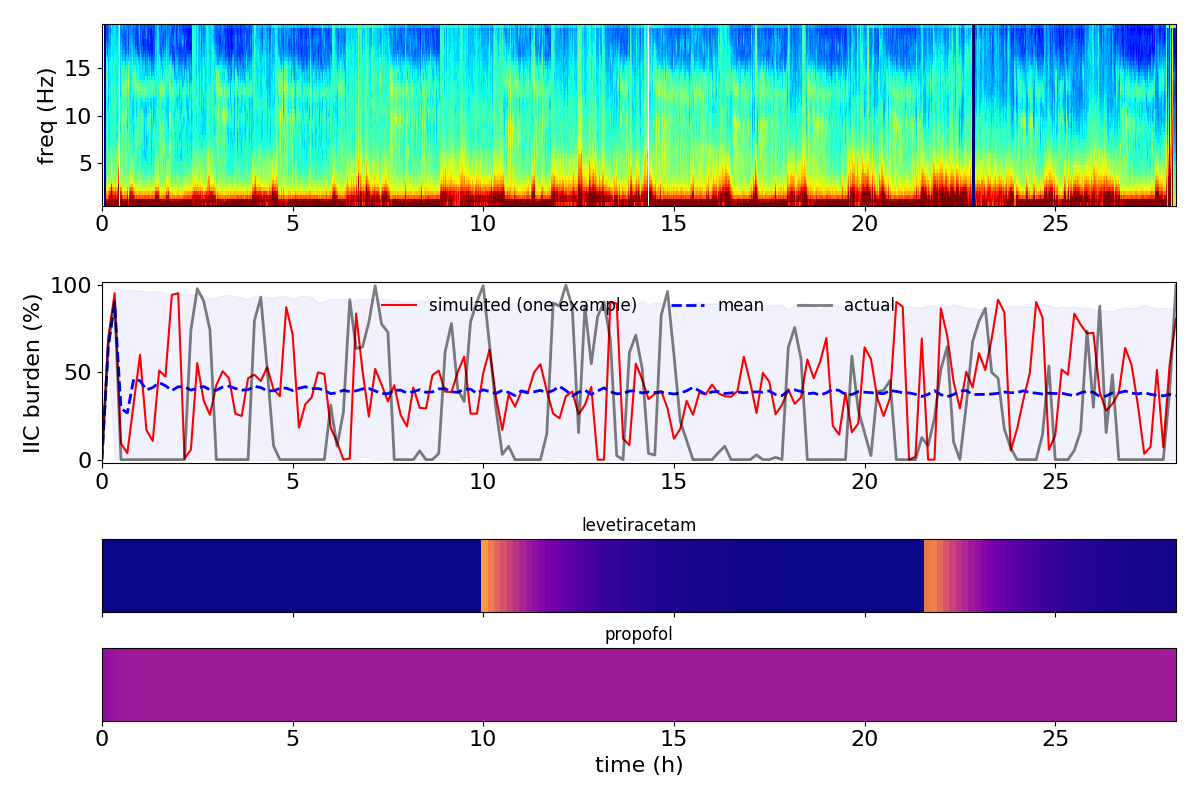 freq (Hz)
15
10
5
0 5 10 15 20 25
IIC burden (%)
100
50
0
simulated (one example) mean actual
0 5 10 15 20 25
levetiracetam
propofol
0 5 10 15 20 25
time (h)